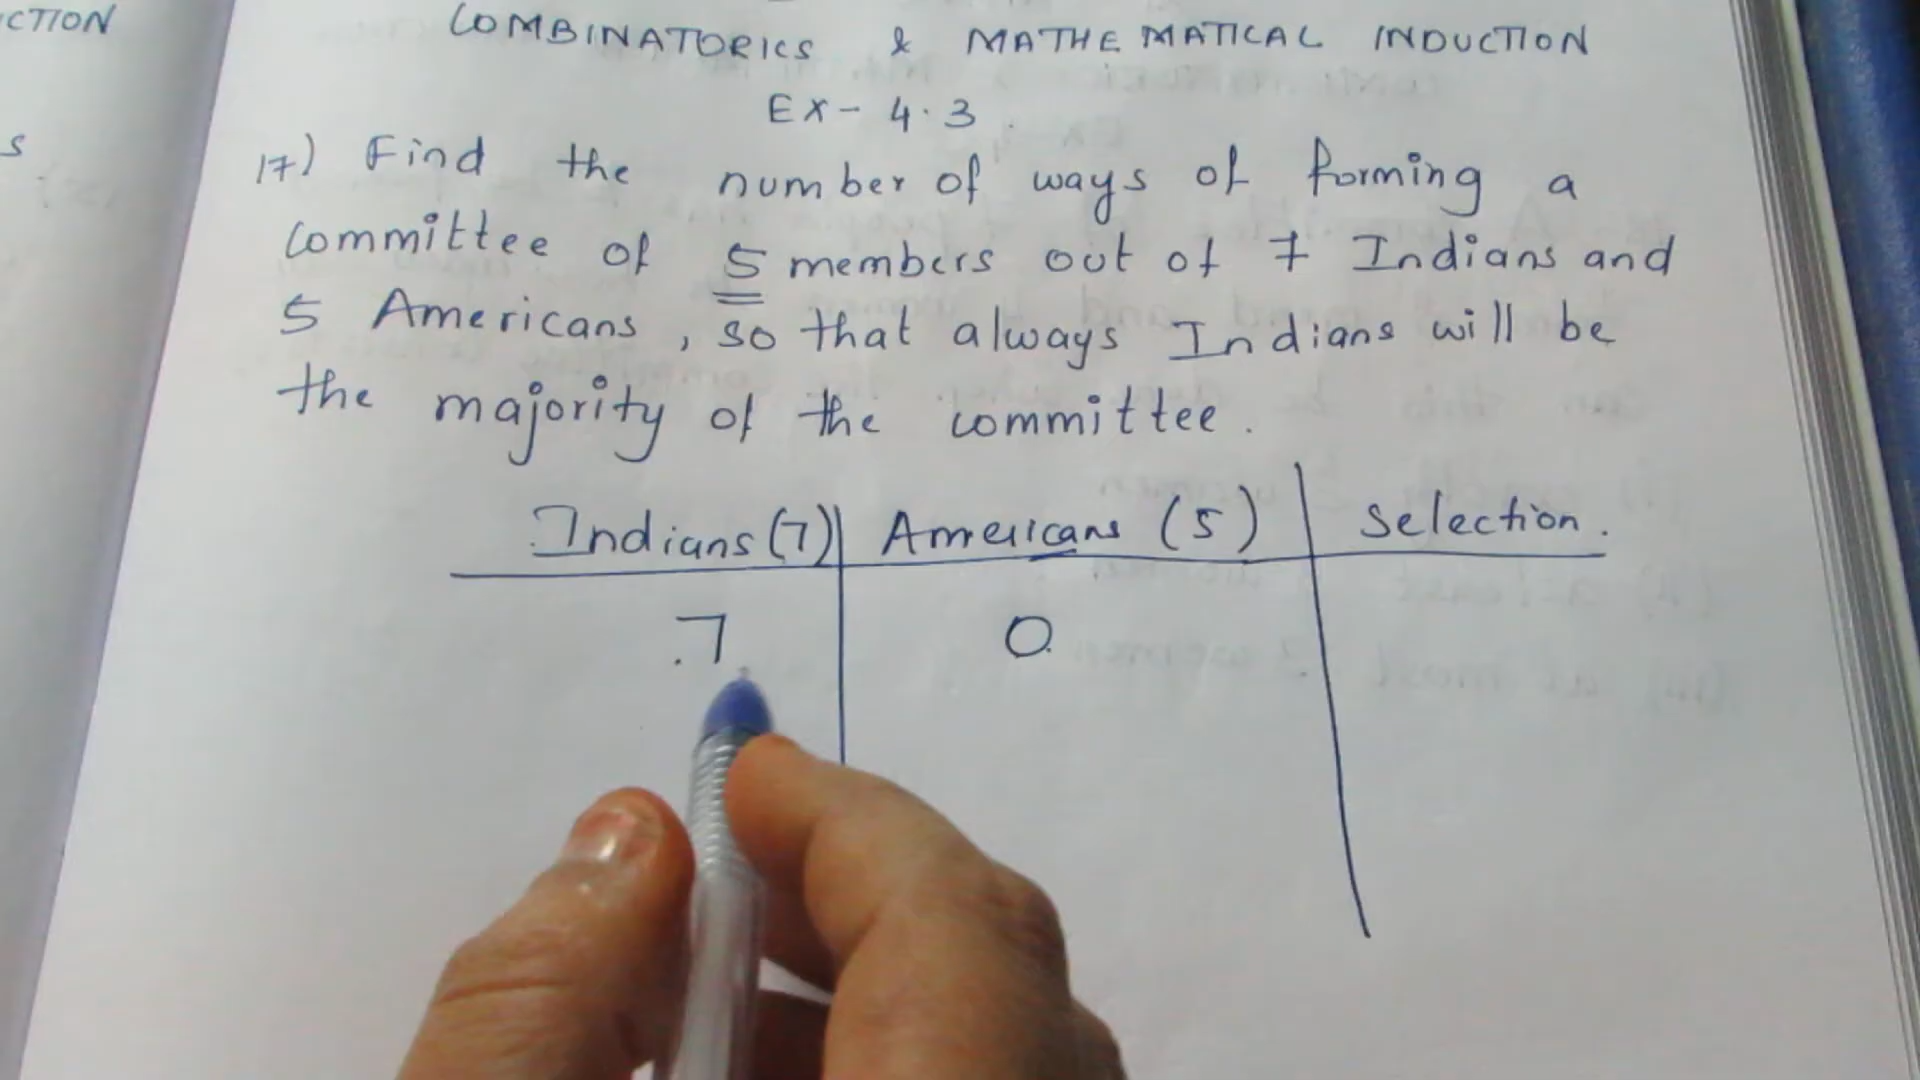 CTION
COMBINATORICS & MATHEMATICAL INDUCTION
EX- 4.3
s
17) Find the number of ways of forming a
committee of 5 members out of 7 Indians and
5 Americans, so that always Indians will be
the majority of the committee.
Indians (7) Americans (5) Selection.
7 0